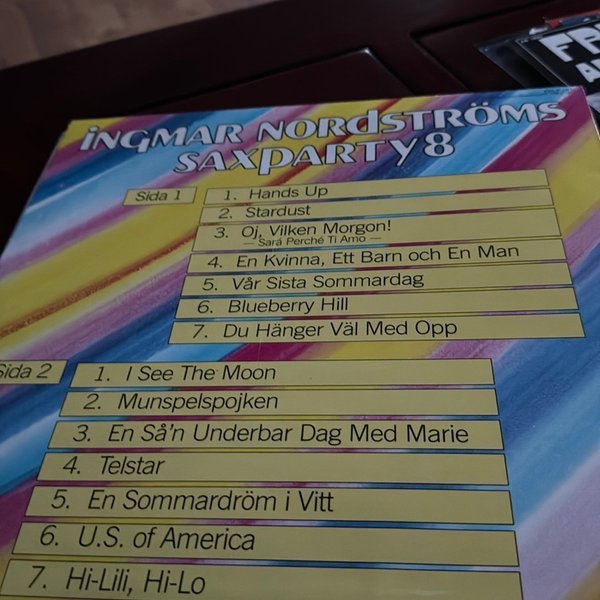 INGMAR NORDSTRÖMS
SAXPARTY 8
Sida 1
1. Hands Up
2. Stardust
3. Oj, Vilken Morgon!
— Sará Perché Ti Amo —
4. En Kvinna, Ett Barn och En Man
5. Vår Sista Sommardag
6. Blueberry Hill
7. Du Hänger Väl Med Opp
Sida 2
1. I See The Moon
2. Munspelspojken
3. En Så'n Underbar Dag Med Marie
4. Telstar
5. En Sommardröm i Vitt
6. U.S. of America
7. Hi-Lili, Hi-Lo